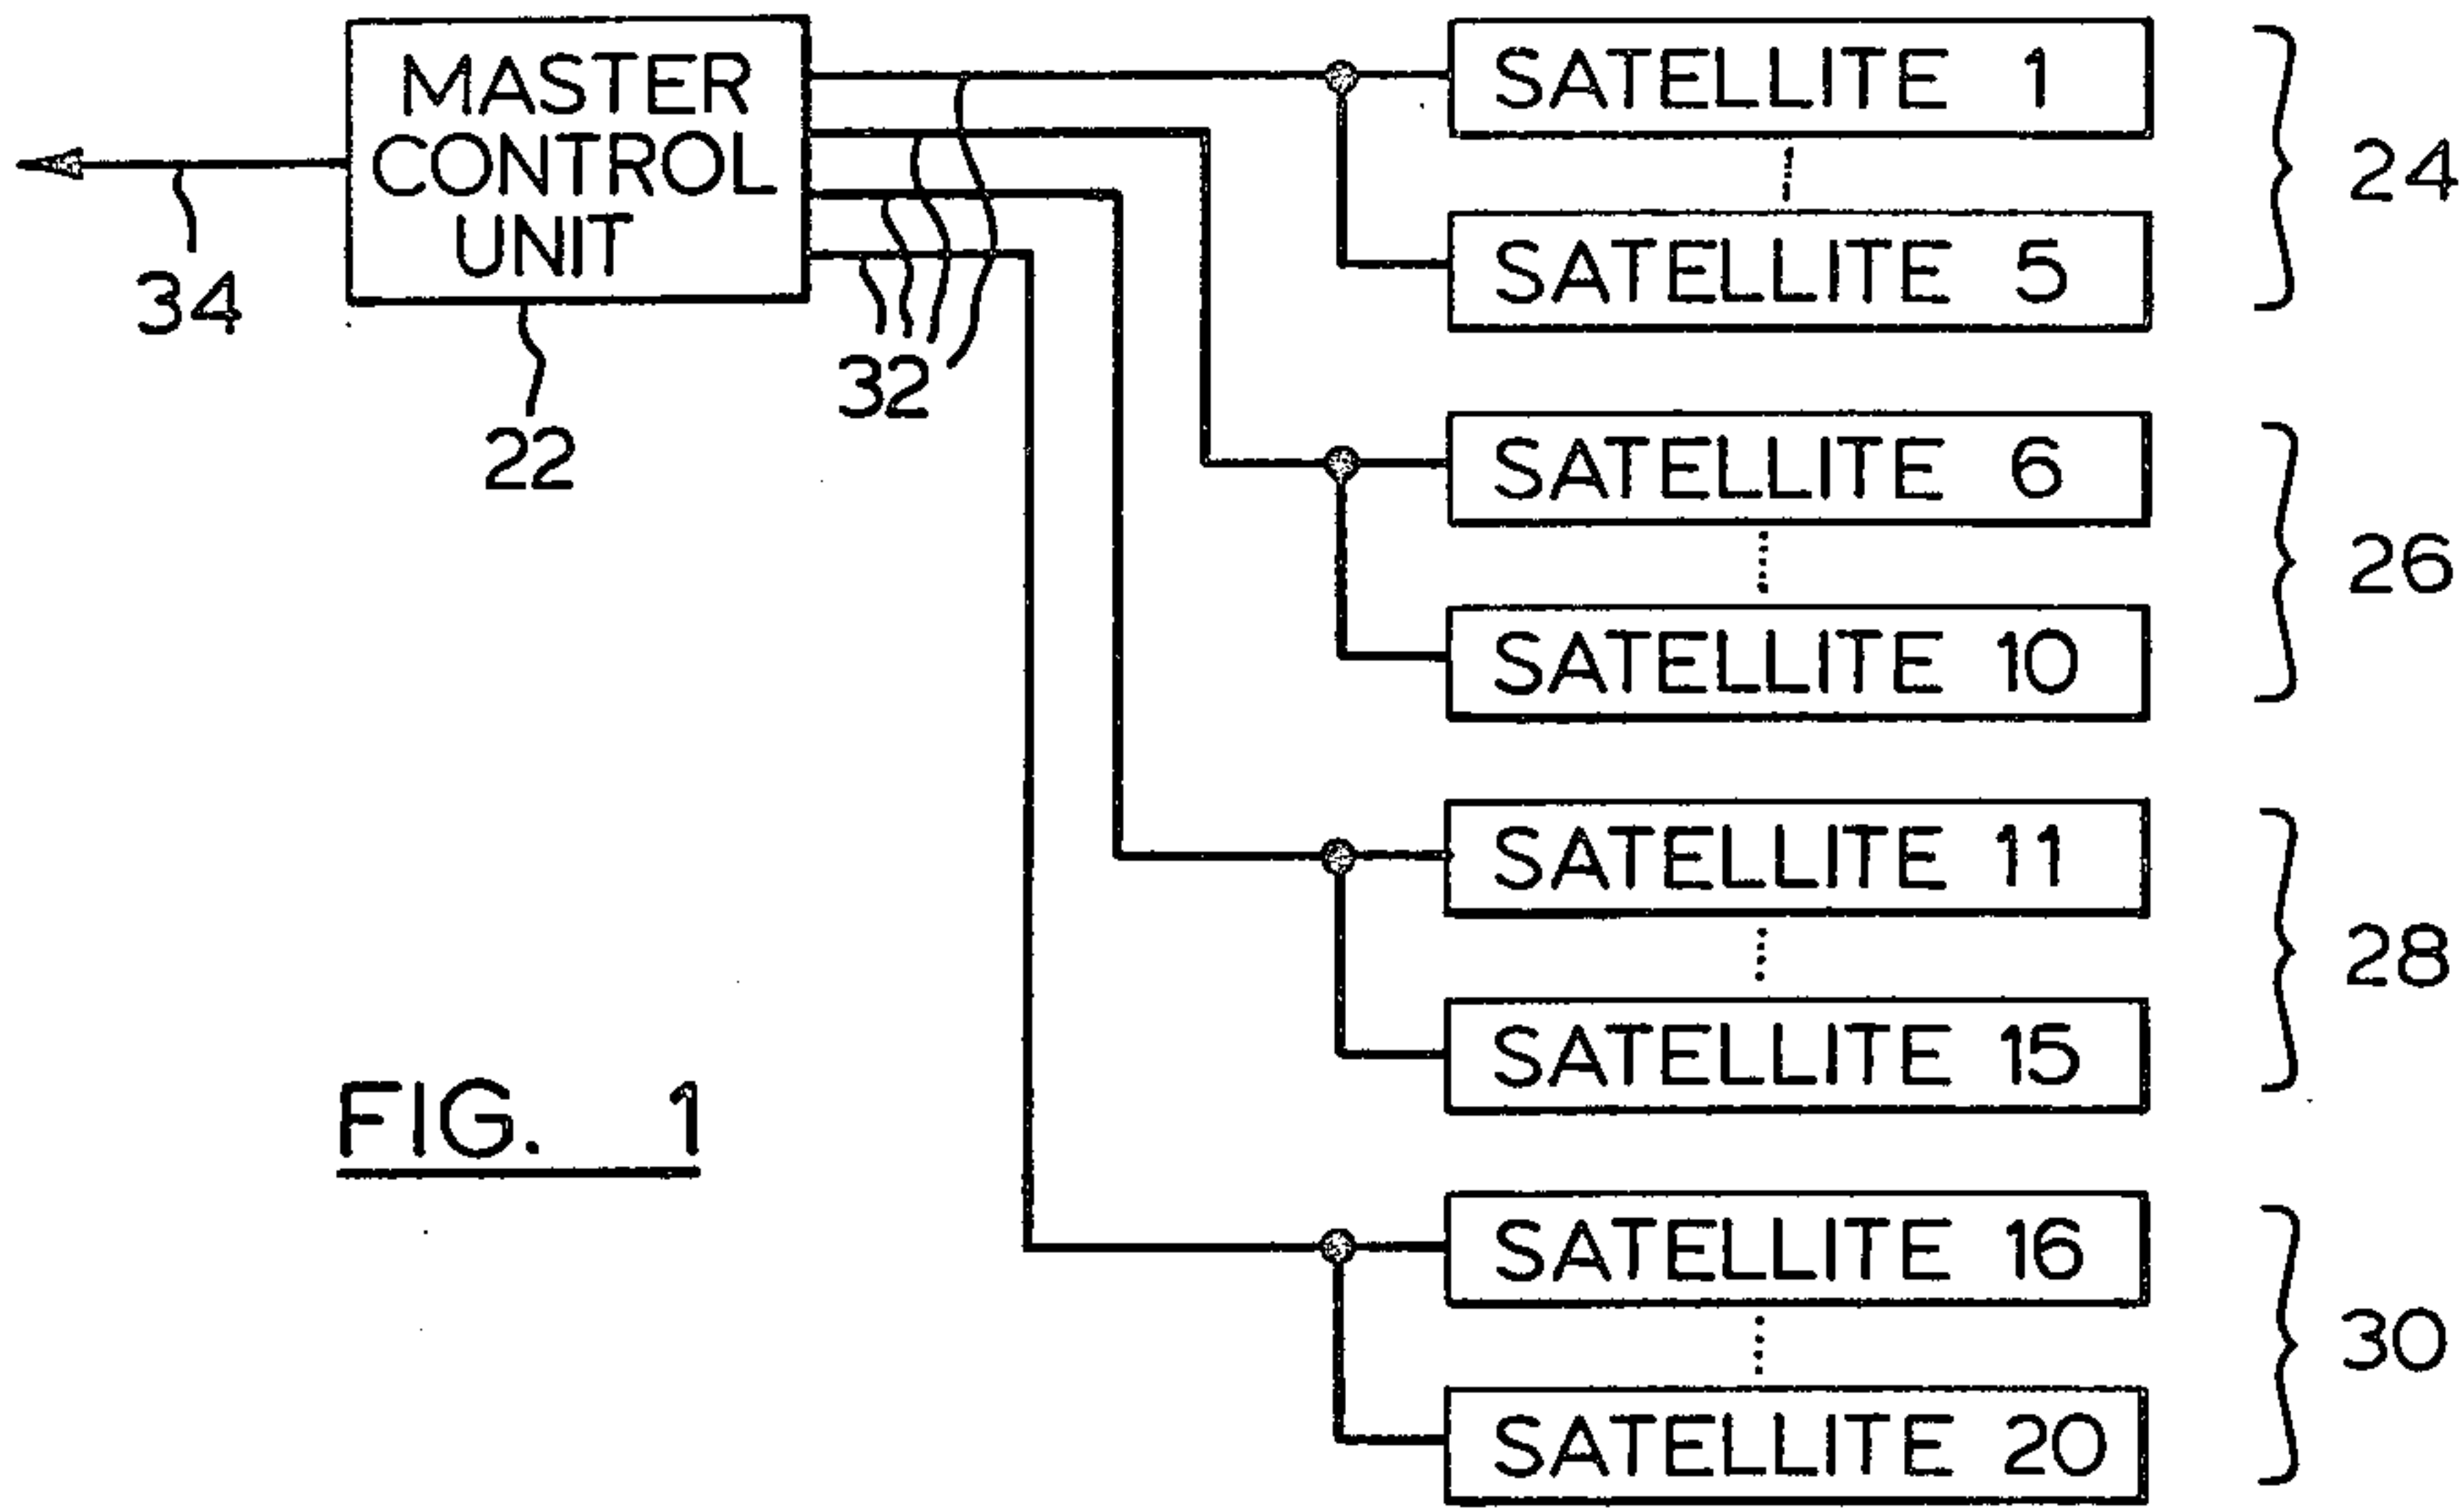 MASTER
CONTROL
UNIT
34
22
32
SATELLITE 1
SATELLITE 5
24
SATELLITE 6
SATELLITE 10
26
SATELLITE 11
SATELLITE 15
28
SATELLITE 16
SATELLITE 20
30
FIG. 1